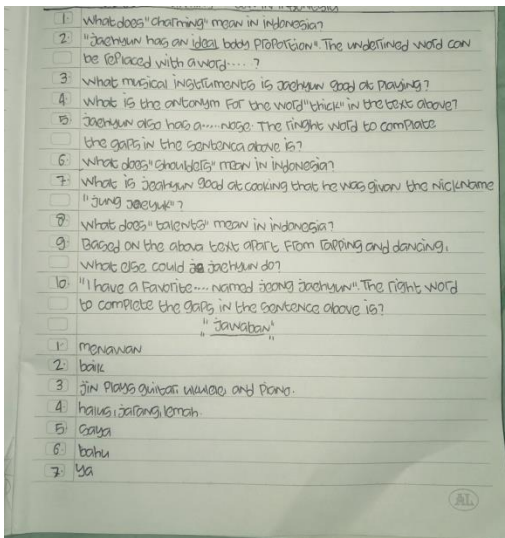 1. What does "charming" mean in indonesia?
2. "Jaehyun has an ideal body proportion". The underlined word can
be replaced with a word..... ?
3. What musical instruments is Jaehyun good at playing?
4. What is the antonym for the word "thick" in the text above?
5. Jaehyun also has a..... nose. The ringht word to complate
the gaps in the sentence above is?
6. What does "shoulders" mean in indonesia?
7. What is jeahyun good at cooking that he was givan the nickname
"jung jaeyuk"?
8. What does "talents" mean in indonesia?
9. Based on the above text apart from rapping and dancing,
What else could jaehyun do?
10. "I have a favorite.... named jeong jaehyun". The right word
to complete the gaps in the sentence above is?
"Jawaban"
1. menawan
2. baik
3. jin plays guitar, ukulele, and piano.
4. halus, jarang, lemah.
5. saya
6. bahu
7. Ya
AL